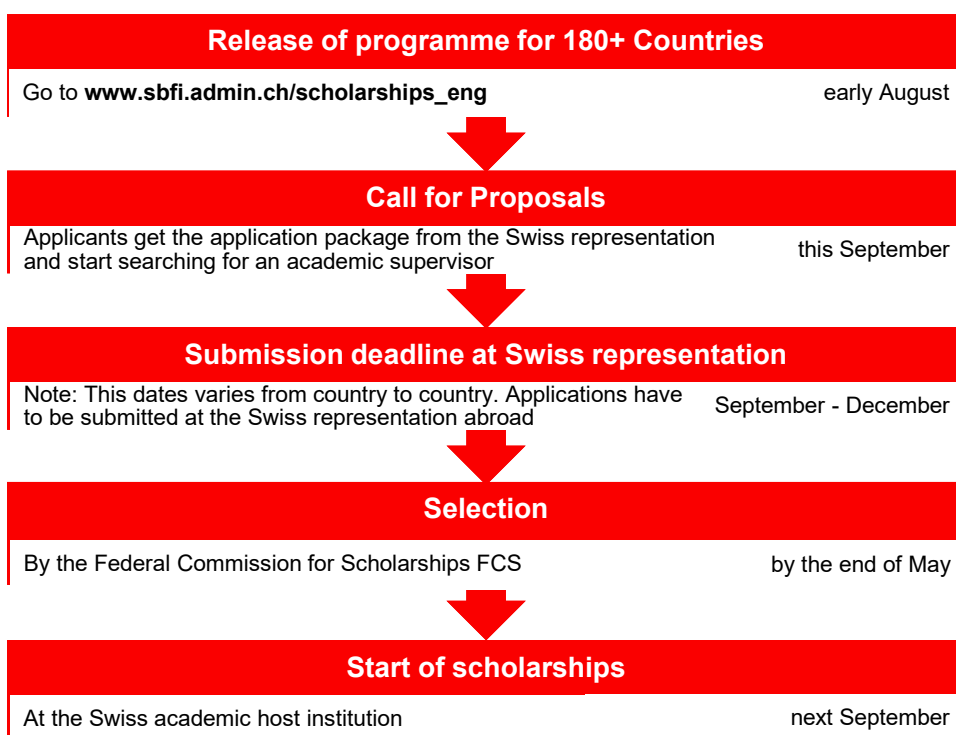 Release of programme for 180+ Countries
Go to www.sbfi.admin.ch/scholarships_eng early August
Call for Proposals
Applicants get the application package from the Swiss representation
and start searching for an academic supervisor
this September
Submission deadline at Swiss representation
Note: This dates varies from country to country. Applications have
to be submitted at the Swiss representation abroad
September - December
Selection
By the Federal Commission for Scholarships FCS by the end of May
Start of scholarships
At the Swiss academic host institution next September